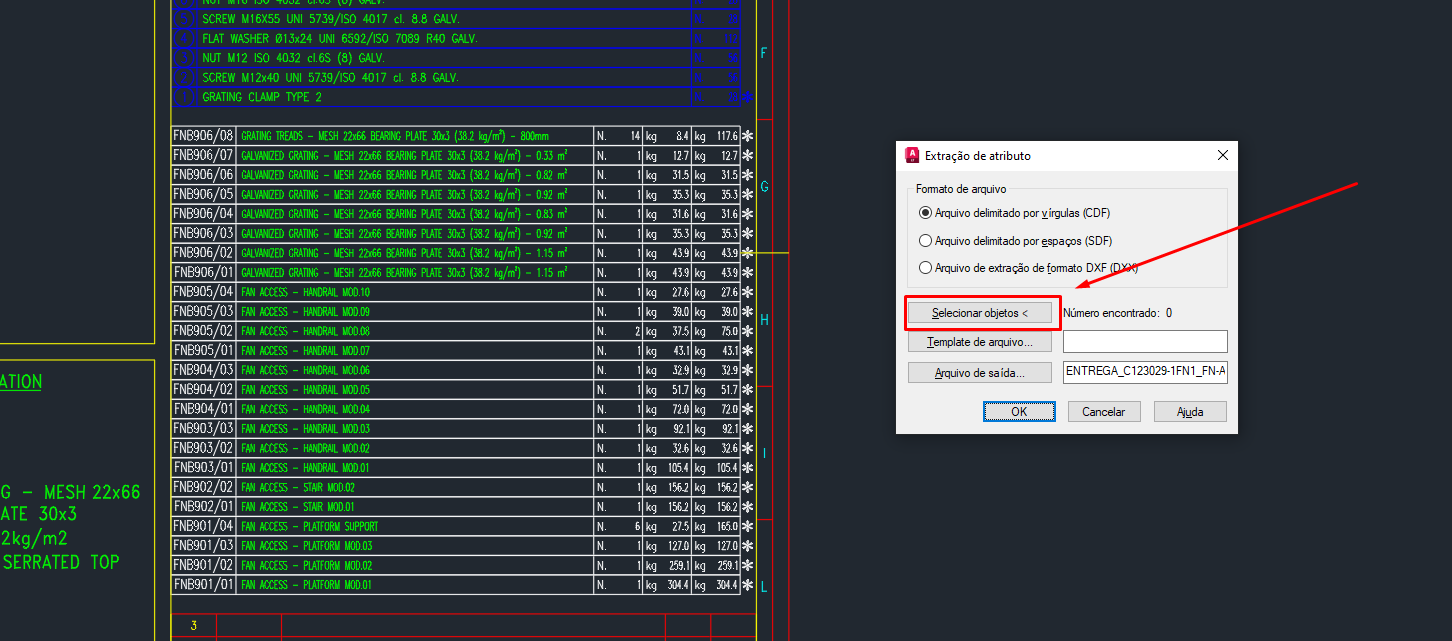 SCREW M16X55 UNI 5739/ISO 4017 cl. 8.8 GALV. N.
4 FLAT WASHER Ø13x24 UNI 6592/ISO 7089 R40 GALV. N. 112
3 NUT M12 ISO 4032 cl.6S (8) GALV. N. 56
2 SCREW M12x40 UNI 5739/ISO 4017 cl. 8.8 GALV. N. 56
1 GRATING CLAMP TYPE 2 N.
FNB906/08 GRATING TREADS - MESH 22x66 BEARING PLATE 30x3 (38.2 kg/m²) - 800mm N. 14 kg 8.4 kg 117.6 *
FNB906/07 GALVANIZED GRATING - MESH 22x66 BEARING PLATE 30x3 (38.2 kg/m²) - 0.33 m² N. 1 kg 12.7 kg 12.7 *
FNB906/06 GALVANIZED GRATING - MESH 22x66 BEARING PLATE 30x3 (38.2 kg/m²) - 0.82 m² N. 1 kg 31.5 kg 31.5 *
FNB906/05 GALVANIZED GRATING - MESH 22x66 BEARING PLATE 30x3 (38.2 kg/m²) - 0.92 m² N. 1 kg 35.3 kg 35.3 *
FNB906/04 GALVANIZED GRATING - MESH 22x66 BEARING PLATE 30x3 (38.2 kg/m²) - 0.83 m² N. 1 kg 31.6 kg 31.6 *
FNB906/03 GALVANIZED GRATING - MESH 22x66 BEARING PLATE 30x3 (38.2 kg/m²) - 0.92 m² N. 1 kg 35.3 kg 35.3 *
FNB906/02 GALVANIZED GRATING - MESH 22x66 BEARING PLATE 30x3 (38.2 kg/m²) - 1.15 m² N. 1 kg 43.9 kg 43.9 *
FNB906/01 GALVANIZED GRATING - MESH 22x66 BEARING PLATE 30x3 (38.2 kg/m²) - 1.15 m² N. 1 kg 43.9 kg 43.9 *
FNB905/04 FAN ACCESS - HANDRAIL MOD.10 N. 1 kg 27.6 kg 27.6 *
FNB905/03 FAN ACCESS - HANDRAIL MOD.09 N. 1 kg 39.0 kg 39.0 *
FNB905/02 FAN ACCESS - HANDRAIL MOD.08 N. 2 kg 37.5 kg 75.0 *
FNB905/01 FAN ACCESS - HANDRAIL MOD.07 N. 1 kg 43.1 kg 43.1 *
FNB904/03 FAN ACCESS - HANDRAIL MOD.06 N. 1 kg 32.9 kg 32.9 *
FNB904/02 FAN ACCESS - HANDRAIL MOD.05 N. 1 kg 51.7 kg 51.7 *
FNB904/01 FAN ACCESS - HANDRAIL MOD.04 N. 1 kg 72.0 kg 72.0 *
FNB903/03 FAN ACCESS - HANDRAIL MOD.03 N. 1 kg 92.1 kg 92.1 *
FNB903/02 FAN ACCESS - HANDRAIL MOD.02 N. 1 kg 32.6 kg 32.6 *
FNB903/01 FAN ACCESS - HANDRAIL MOD.01 N. 1 kg 105.4 kg 105.4 *
FNB902/02 FAN ACCESS - STAIR MOD.02 N. 1 kg 156.2 kg 156.2 *
FNB902/01 FAN ACCESS - STAIR MOD.01 N. 1 kg 156.2 kg 156.2 *
FNB901/04 FAN ACCESS - PLATFORM SUPPORT N. 6 kg 27.5 kg 165.0 *
FNB901/03 FAN ACCESS - PLATFORM MOD.03 N. 1 kg 127.0 kg 127.0 *
FNB901/02 FAN ACCESS - PLATFORM MOD.02 N. 1 kg 259.1 kg 259.1 *
FNB901/01 FAN ACCESS - PLATFORM MOD.01 N. 1 kg 304.4 kg 304.4 *
3
F
G
H
I
L
ATION
G - MESH 22x66
ATE 30x3
2kg/m2
SERRATED TOP
Extração de atributo
Formato de arquivo
Arquivo delimitado por vírgulas (CDF)
Arquivo delimitado por espaços (SDF)
Arquivo de extração de formato DXF (DXX)
Selecionar objetos < Número encontrado: 0
Template de arquivo...
Arquivo de saída... ENTREGA_C123029-1FN1_FN-A
OK Cancelar Ajuda